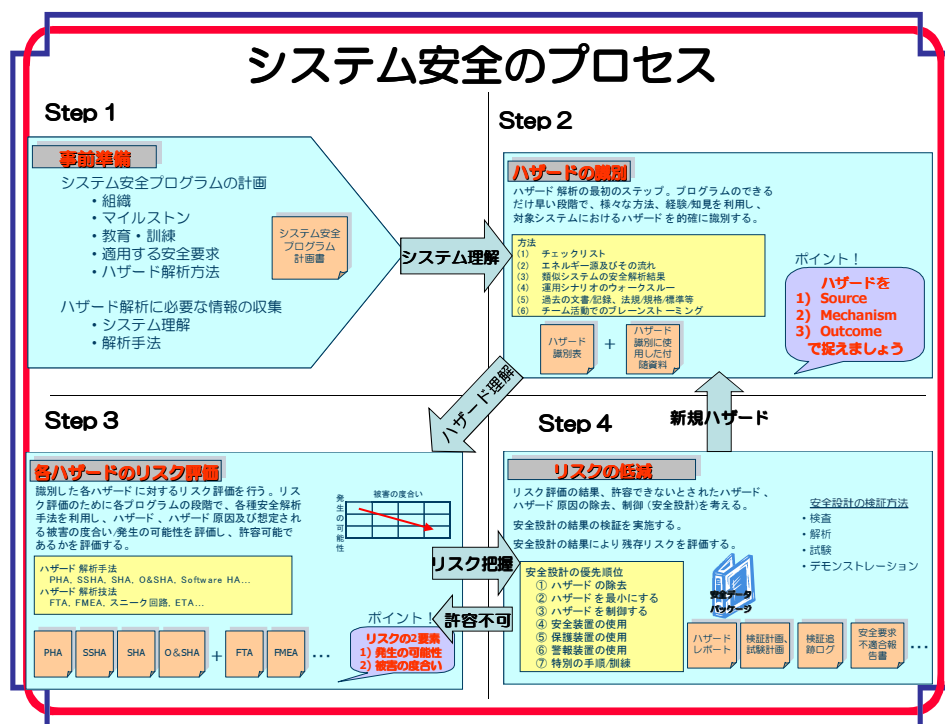 システム安全のプロセス
Step 1
事前準備
システム安全プログラムの計画
・組織
・マイルストン
・教育・訓練
・適用する安全要求
・ハザード解析方法
ハザード解析に必要な情報の収集
・システム理解
・解析手法
システム安全
プログラム
計画書
システム理解
Step 2
ハザードの識別
ハザード解析の最初のステップ。プログラムのできる
だけ早い段階で、様々な方法、経験/知見を利用し、
対象システムにおけるハザードを的確に識別する。
方法
(1) チェックリスト
(2) エネルギー源及びその流れ
(3) 類似システムの安全解析結果
(4) 運用シナリオのウォークスルー
(5) 過去の文書/記録、法規/規格/標準等
(6) チーム活動でのブレーンストーミング
ハザード
識別表
+
ハザード
識別に使
用した付
随資料
ポイント！
ハザードを
1) Source
2) Mechanism
3) Outcome
で捉えましょう
ハザード理解
Step 3
各ハザードのリスク評価
識別した各ハザードに対するリスク評価を行う。リス
ク評価のために各プログラムの段階で、各種安全解析
手法を利用し、ハザード、ハザード原因及び想定され
る被害の度合い/発生の可能性を評価し、許容可能で
あるかを評価する。
被害の度合い
発生の可能性
ハザード解析手法
PHA, SSHA, SHA, O&SHA, Software HA...
ハザード解析技法
FTA, FMEA, スニーク回路, ETA...
PHA
SSHA
SHA
O&SHA
+
FTA
FMEA
…
ポイント！
リスクの2要素
1) 発生の可能性
2) 被害の度合い
リスク把握
許容不可
Step 4
新規ハザード
リスクの低減
リスク評価の結果、許容できないとされたハザード、
ハザード原因の除去、制御（安全設計）を考える。
安全設計の結果の検証を実施する。
安全設計の結果により残存リスクを評価する。
安全設計の検証方法
・検査
・解析
・試験
・デモンストレーション
安全設計の優先順位
① ハザードの除去
② ハザードを最小にする
③ ハザードを制御する
④ 安全装置の使用
⑤ 保護装置の使用
⑥ 警報装置の使用
⑦ 特別の手順/訓練
安全データ
パッケージ
ハザード
レポート
検証計画、
試験計画
検証追
跡ログ
安全要求
不適合報
告書
…